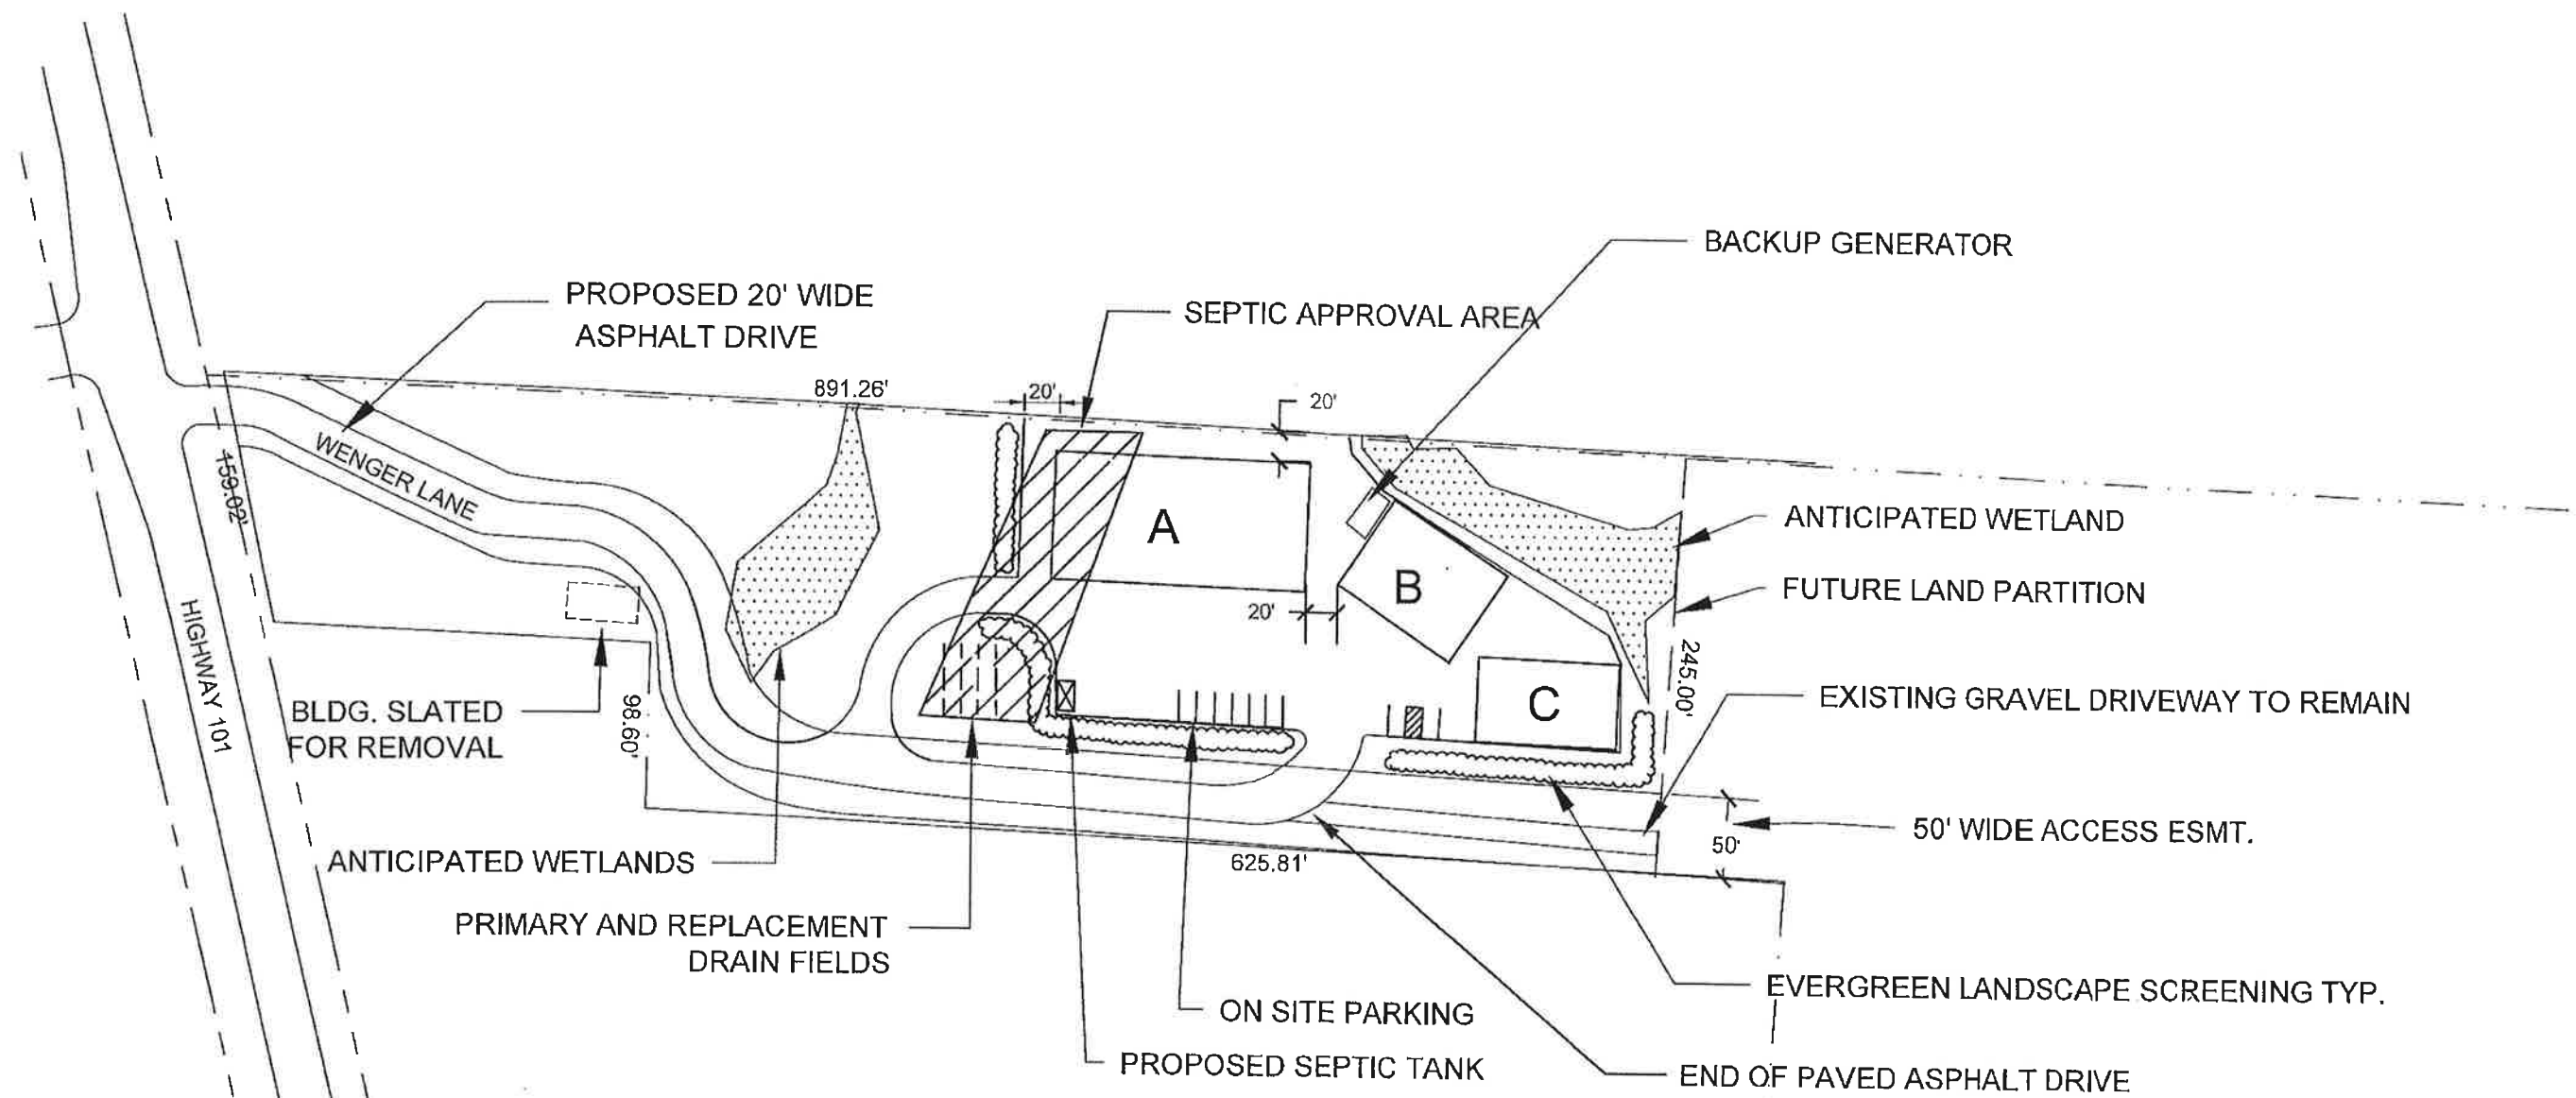 BACKUP GENERATOR
PROPOSED 20' WIDE
ASPHALT DRIVE
SEPTIC APPROVAL AREA
891.26'
20'
20'
WENGER LANE
159.02'
A
ANTICIPATED WETLAND
B
FUTURE LAND PARTITION
20'
HIGHWAY 101
245.00'
BLDG. SLATED
FOR REMOVAL
98.60'
C
EXISTING GRAVEL DRIVEWAY TO REMAIN
50' WIDE ACCESS ESMT.
50'
ANTICIPATED WETLANDS
625.81'
PRIMARY AND REPLACEMENT
DRAIN FIELDS
EVERGREEN LANDSCAPE SCREENING TYP.
ON SITE PARKING
PROPOSED SEPTIC TANK
END OF PAVED ASPHALT DRIVE